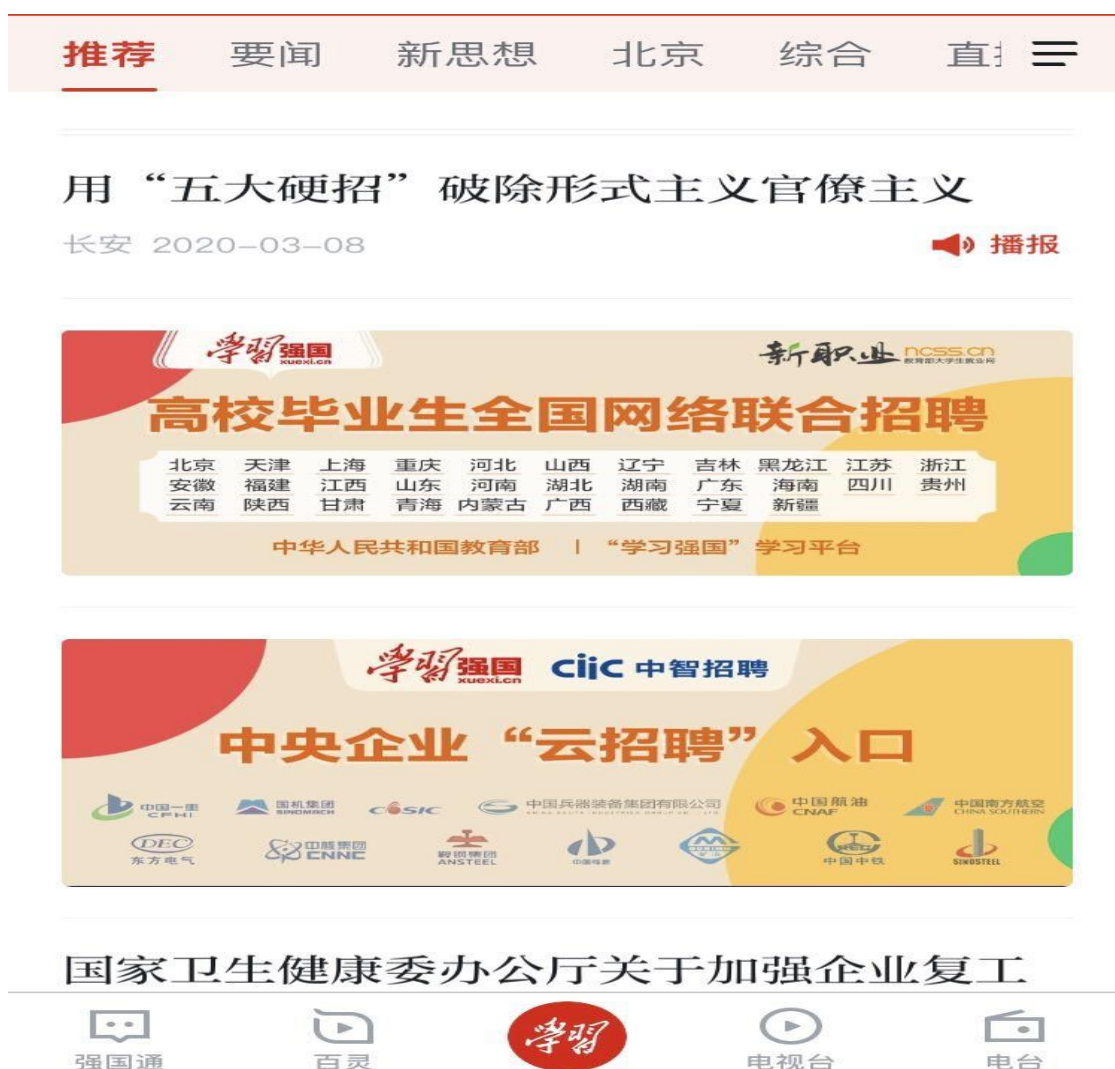 推荐 要闻 新思想 北京 综合
用“五大硬招”破除形式主义官僚主义
长安 2020-03-08 播报
學習强国 xuexi.cn 新职业 ncss.cn
高校毕业生全国网络联合招聘
北京 天津 上海 重庆 河北 山西 辽宁 吉林 黑龙江 江苏 浙江
安徽 福建 江西 山东 河南 湖北 湖南 广东 海南 四川 贵州
云南 陕西 甘肃 青海 内蒙古 广西 西藏 宁夏 新疆
中华人民共和国教育部 | “学习强国”学习平台
學習强国 xuexi.cn ciic 中智招聘
中央企业“云招聘”入口
中国一重 CFHI 国机集团 SINOMACH CSIC 中国兵器装备集团有限公司 中国航油 CNAF 中国南方航空 CHINA SOUTHERN
DEC 东方电气 中核集团 CNNC 鞍钢集团 ANSTEEL 中国中铁 SINOSTEEL
国家卫生健康委办公厅关于加强企业复工
强国通 百灵 學習 电视台 电台